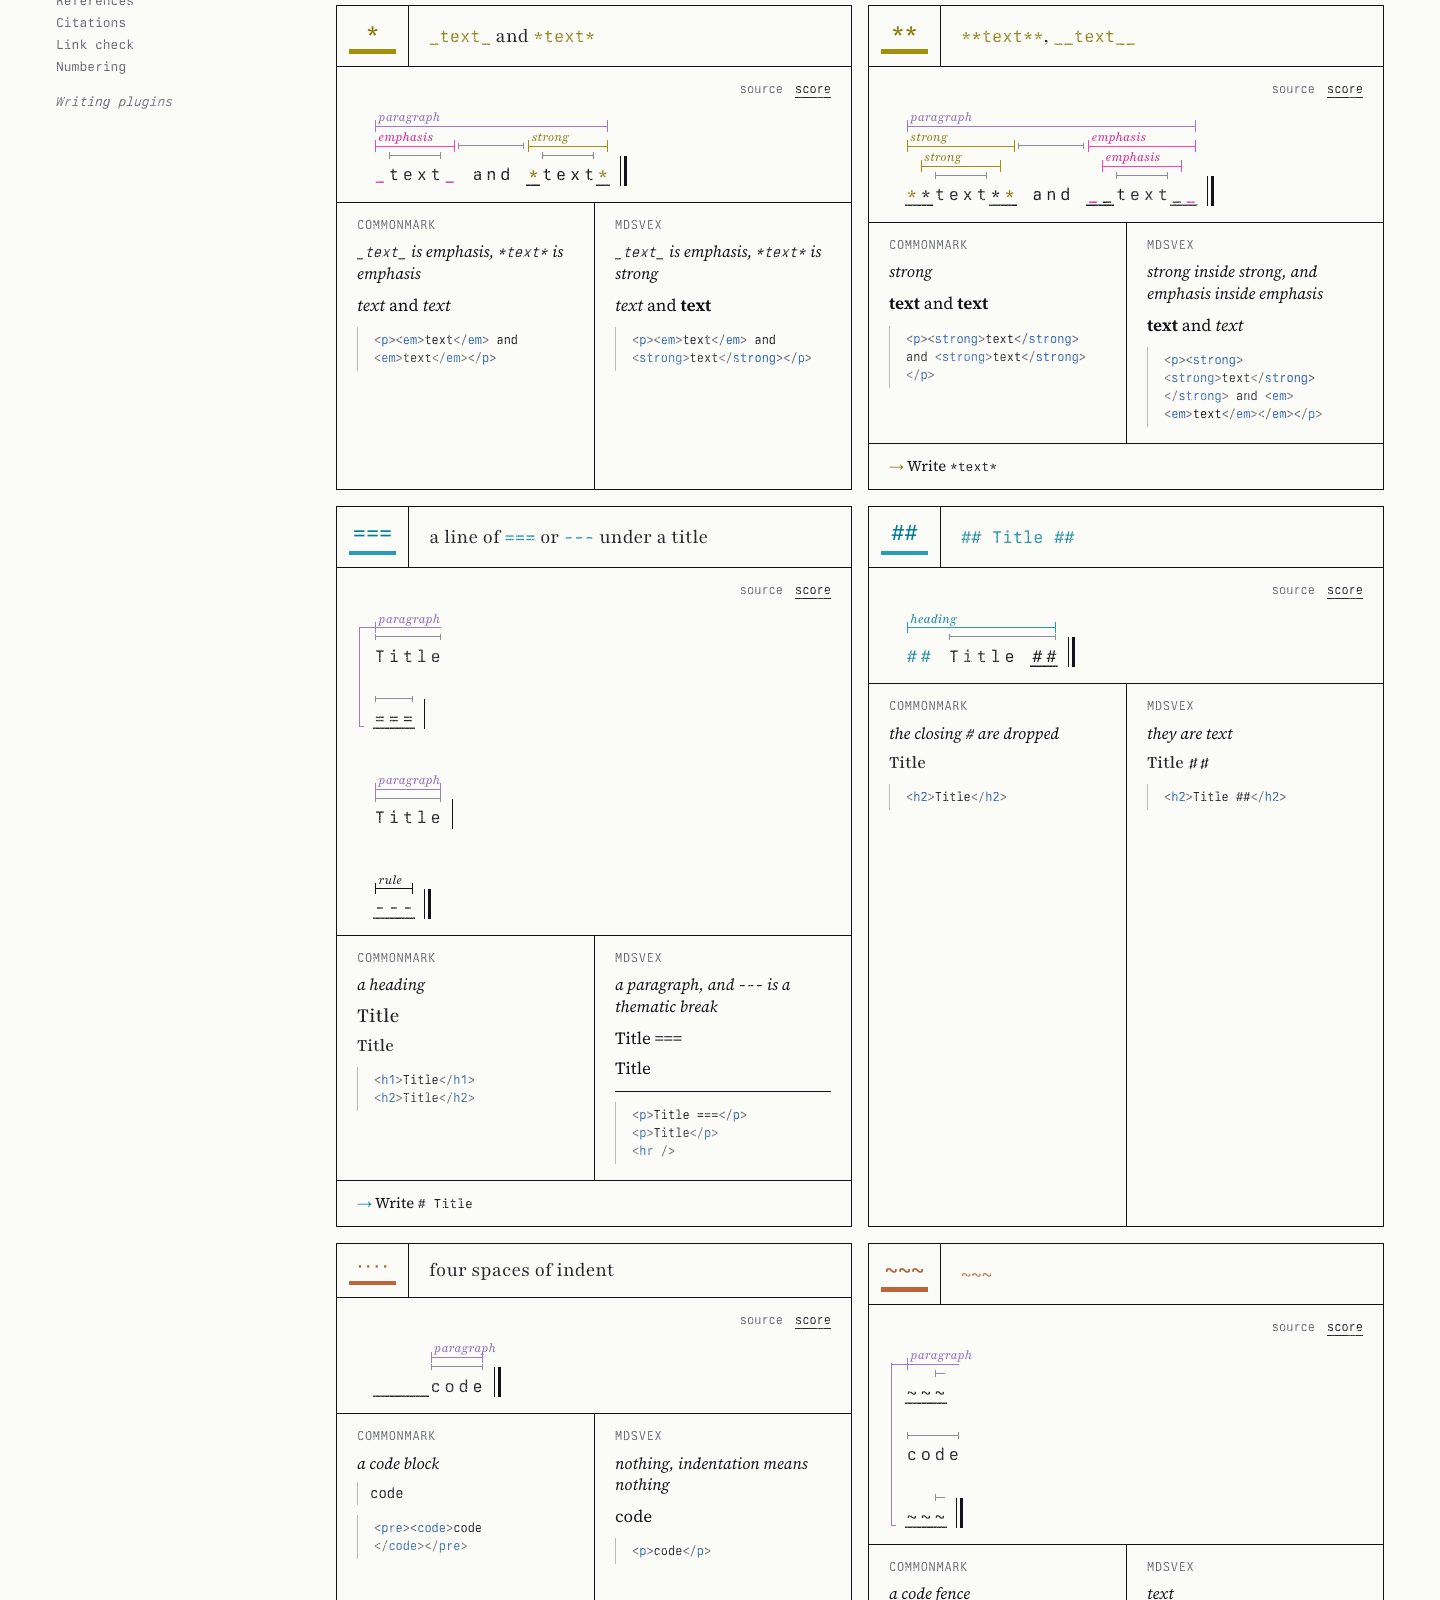 References
Citations
Link check
Numbering
Writing plugins
* _text_ and *text*
source score
paragraph
emphasis strong
_text_ and *text*
COMMONMARK
_text_ is emphasis, *text* is
emphasis
text and text
<p><em>text</em> and
<em>text</em></p>
MDSVEX
_text_ is emphasis, *text* is
strong
text and text
<p><em>text</em> and
<strong>text</strong></p>
** **text**, __text__
source score
paragraph
strong emphasis
strong emphasis
**text** and __text__
COMMONMARK
strong
text and text
<p><strong>text</strong>
and <strong>text</strong>
</p>
MDSVEX
strong inside strong, and
emphasis inside emphasis
text and text
<p><strong>
<strong>text</strong>
</strong> and <em>
<em>text</em></em></p>
→ Write *text*
=== a line of === or --- under a title
source score
paragraph
Title
===
paragraph
Title
rule
---
COMMONMARK
a heading
Title
Title
<h1>Title</h1>
<h2>Title</h2>
MDSVEX
a paragraph, and --- is a
thematic break
Title ===
Title
<p>Title ===</p>
<p>Title</p>
<hr />
→ Write # Title
## ## Title ##
source score
heading
## Title ##
COMMONMARK
the closing # are dropped
Title
<h2>Title</h2>
MDSVEX
they are text
Title ##
<h2>Title ##</h2>
···· four spaces of indent
source score
paragraph
code
COMMONMARK
a code block
code
<pre><code>code
</code></pre>
MDSVEX
nothing, indentation means
nothing
code
<p>code</p>
~~~ ~~~
source score
paragraph
~~~
code
~~~
COMMONMARK
a code fence
MDSVEX
text